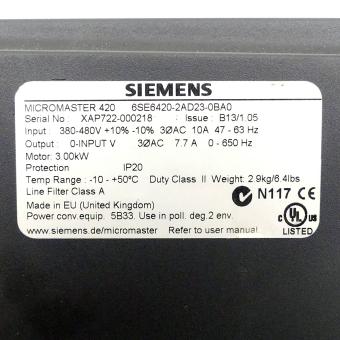 SIEMENS
MICROMASTER 420 6SE6420-2AD23-0BA0
Serial No : XAP722-000218 ; Issue : B13/1.05
Input : 380-480V +10% -10% 3ØAC 10A 47 - 63 Hz
Output : 0-INPUT V 3ØAC 7.7 A 0 - 650 Hz
Motor: 3.00kW
Protection IP20
Temp Range : -10 - +50ºC Duty Class II Weight: 2.9kg/6.4lbs
Line Filter Class A
N117 CE
Made in EU (United Kingdom)
Power conv.equip. 5B33. Use in poll. deg.2 env.
C UL US
www.siemens.de/micromaster Refer to user manual LISTED